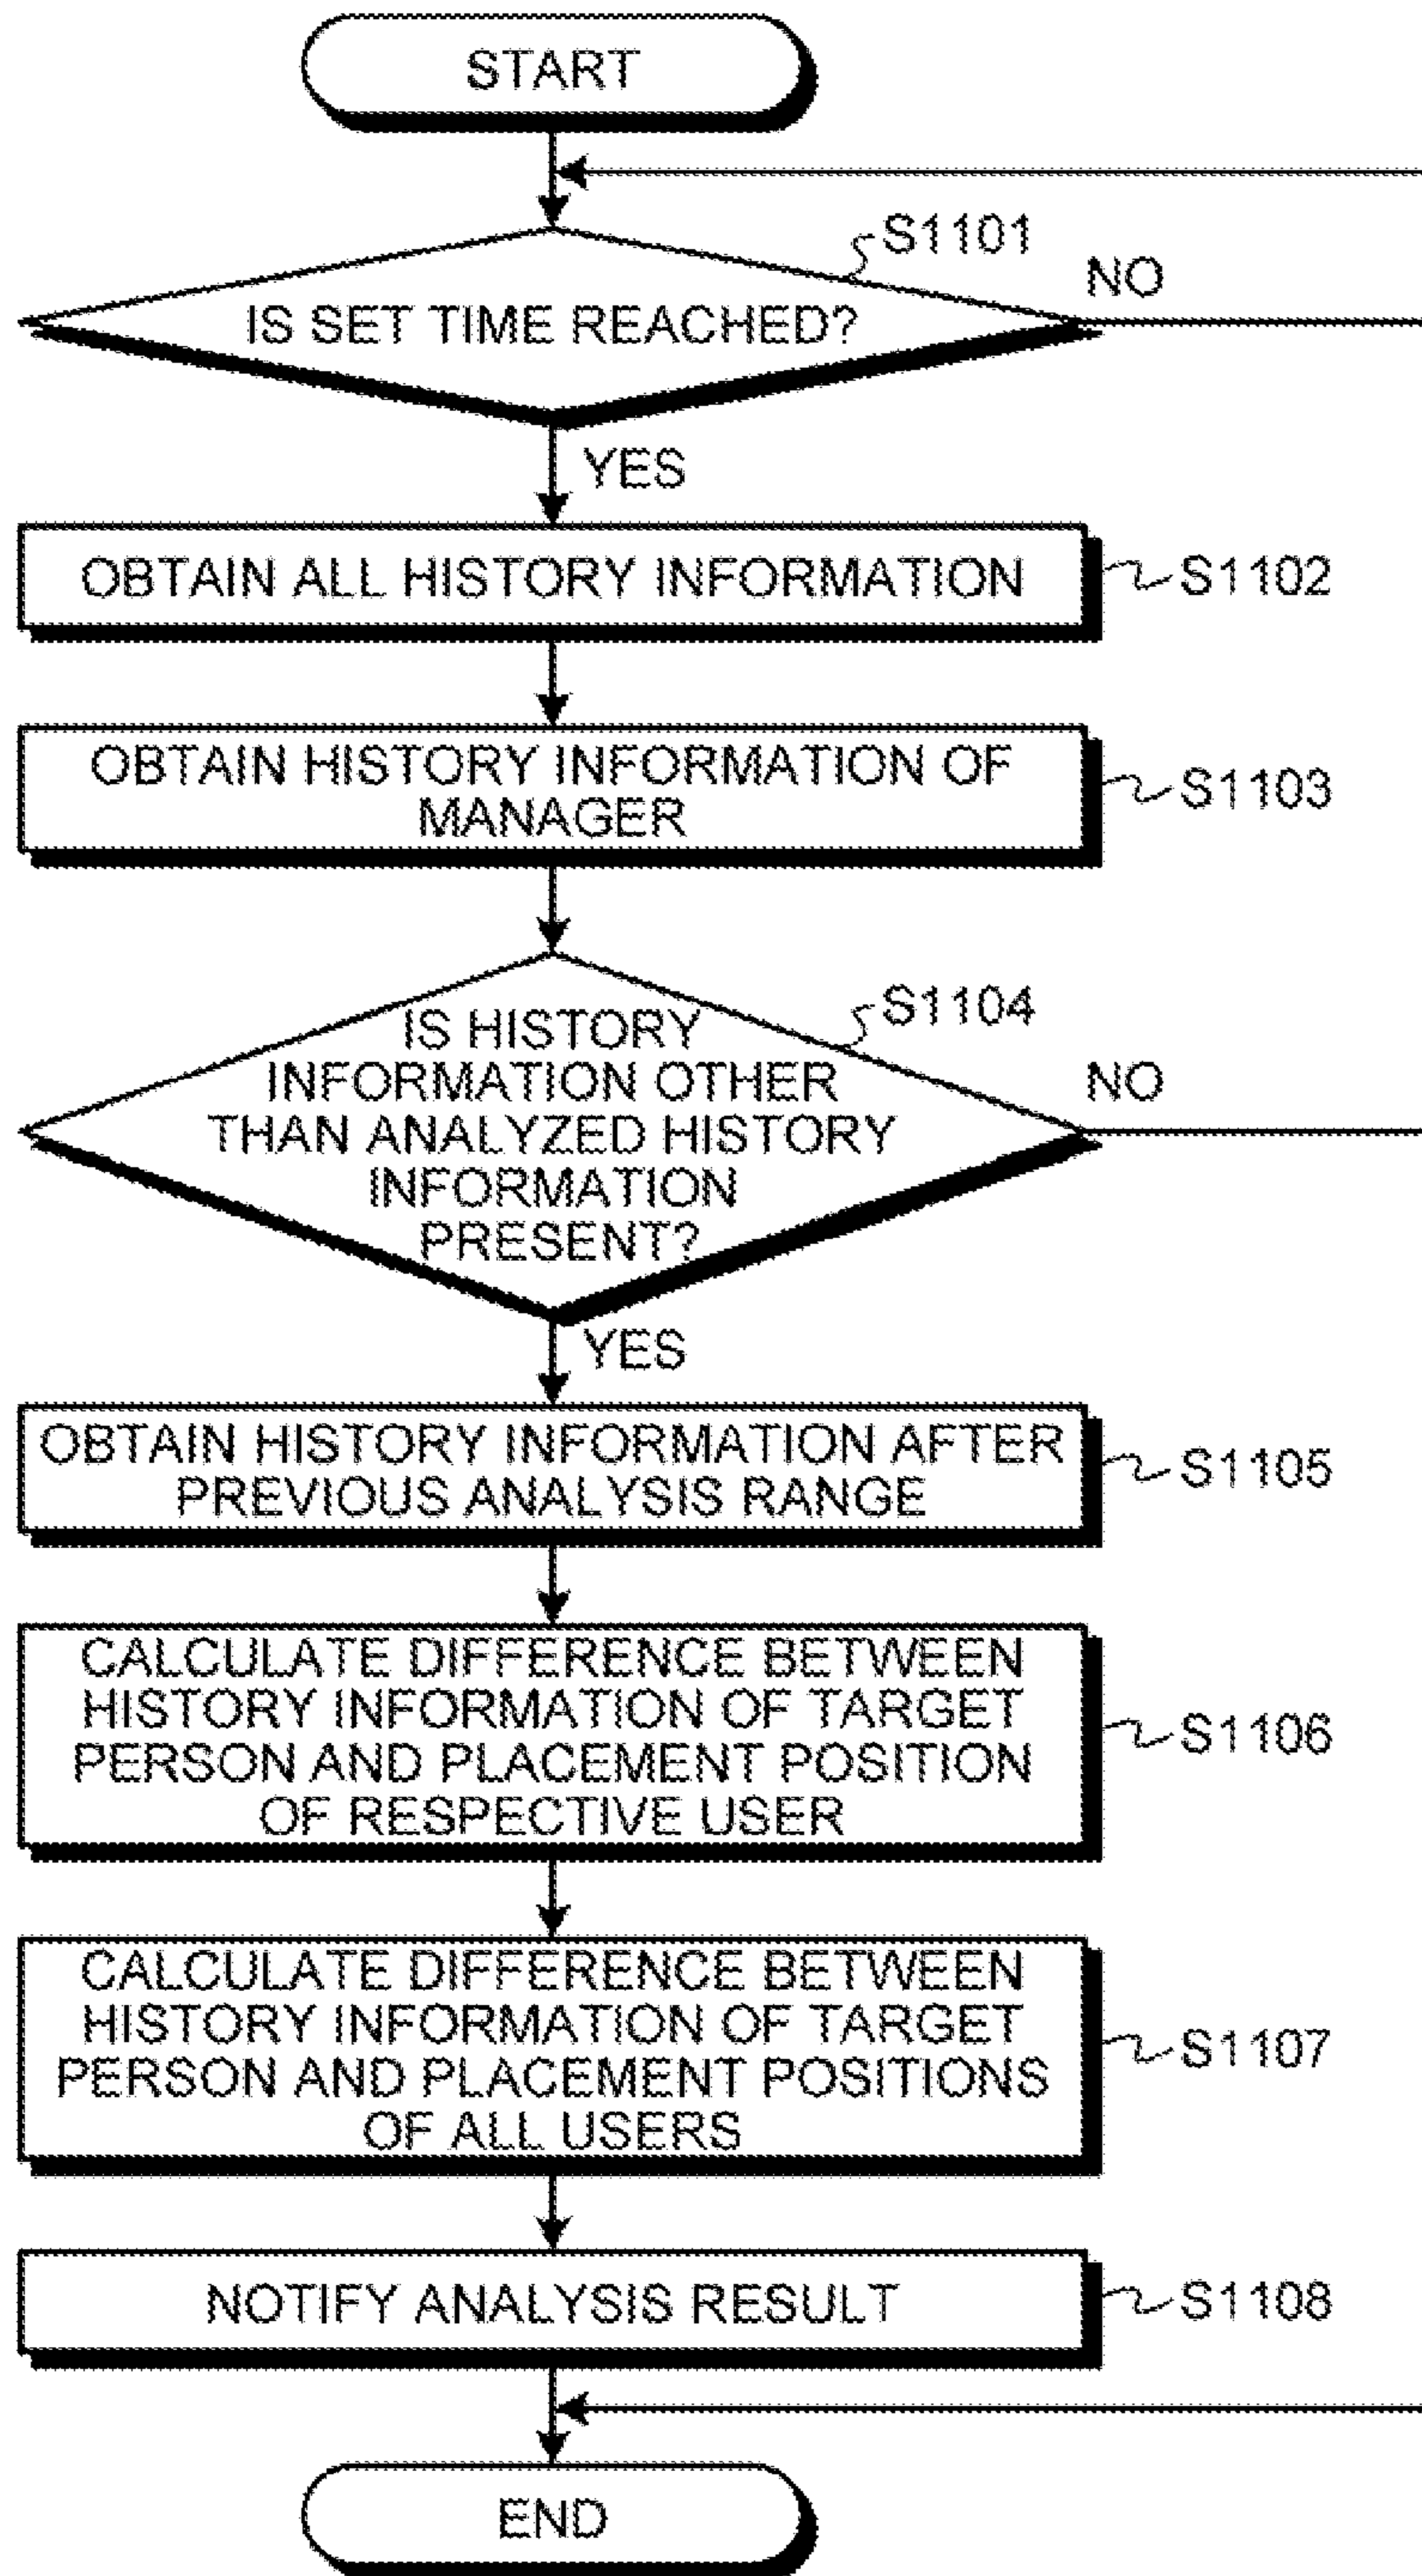 START
S1101
NO
IS SET TIME REACHED?
YES
OBTAIN ALL HISTORY INFORMATION
S1102
OBTAIN HISTORY INFORMATION OF
MANAGER
S1103
S1104
IS HISTORY
INFORMATION OTHER
THAN ANALYZED HISTORY
INFORMATION
PRESENT?
NO
YES
OBTAIN HISTORY INFORMATION AFTER
PREVIOUS ANALYSIS RANGE
S1105
CALCULATE DIFFERENCE BETWEEN
HISTORY INFORMATION OF TARGET
PERSON AND PLACEMENT POSITION
OF RESPECTIVE USER
S1106
CALCULATE DIFFERENCE BETWEEN
HISTORY INFORMATION OF TARGET
PERSON AND PLACEMENT POSITIONS
OF ALL USERS
S1107
NOTIFY ANALYSIS RESULT
S1108
END